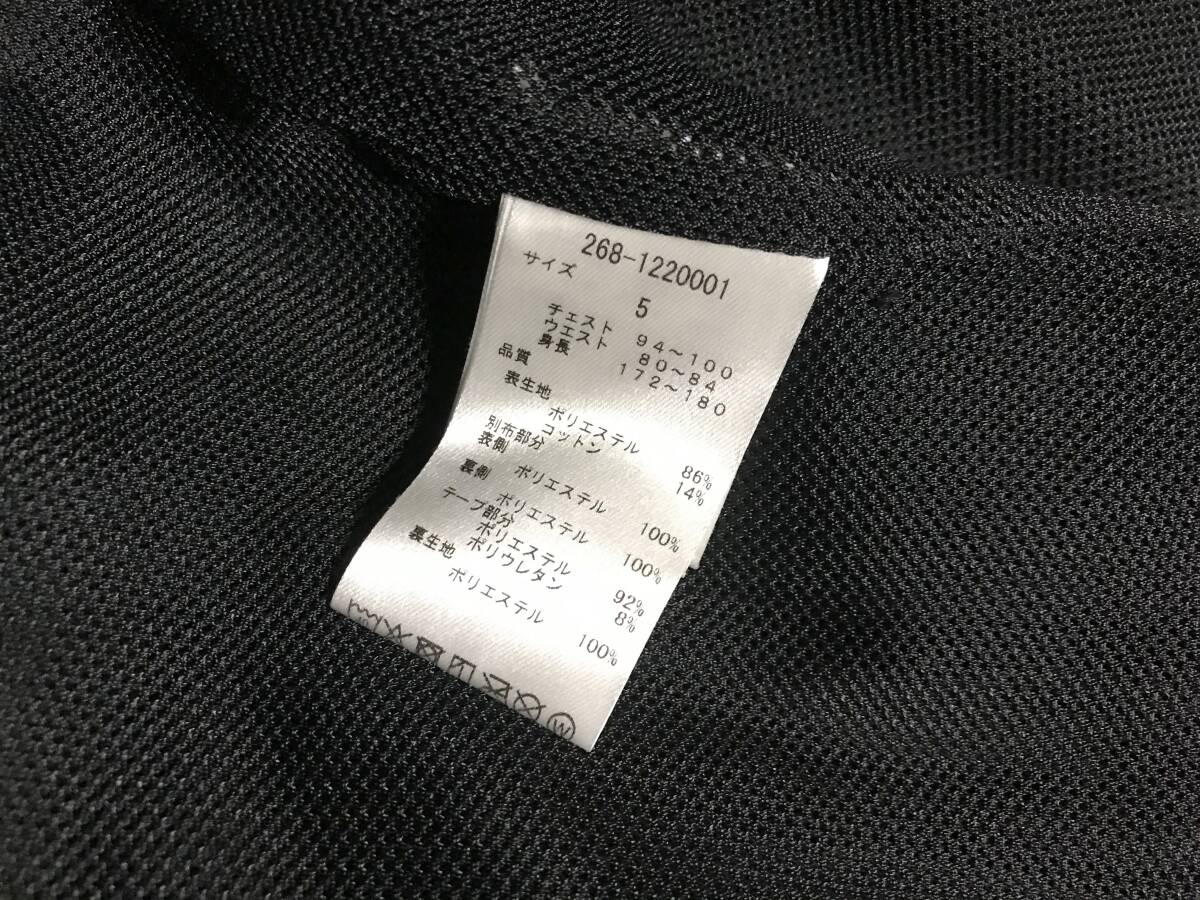 268-1220001
サイズ 5
チェスト 94～100
ウエスト 80～84
身長 172～180
品質
表生地
ポリエステル 86%
コットン 14%
別布部分
表側
ポリエステル 100%
裏側
ポリエステル 100%
テープ部分
ポリエステル 92%
ポリウレタン 8%
裏生地
ポリエステル 100%
W